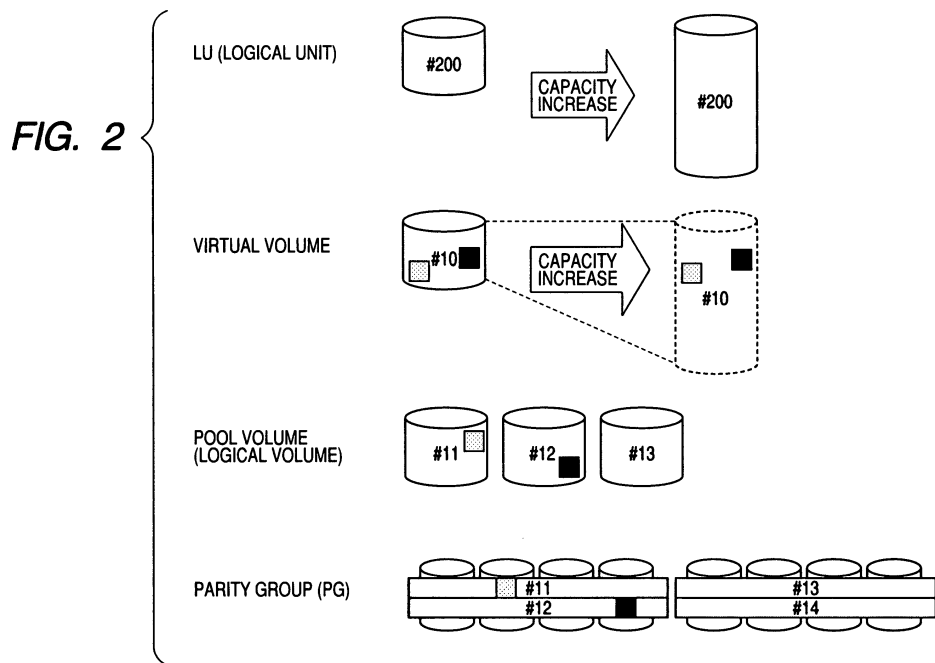 FIG. 2
LU (LOGICAL UNIT)
#200
CAPACITY
INCREASE
#200
VIRTUAL VOLUME
#10
CAPACITY
INCREASE
#10
POOL VOLUME
(LOGICAL VOLUME)
#11
#12
#13
PARITY GROUP (PG)
#11
#12
#13
#14